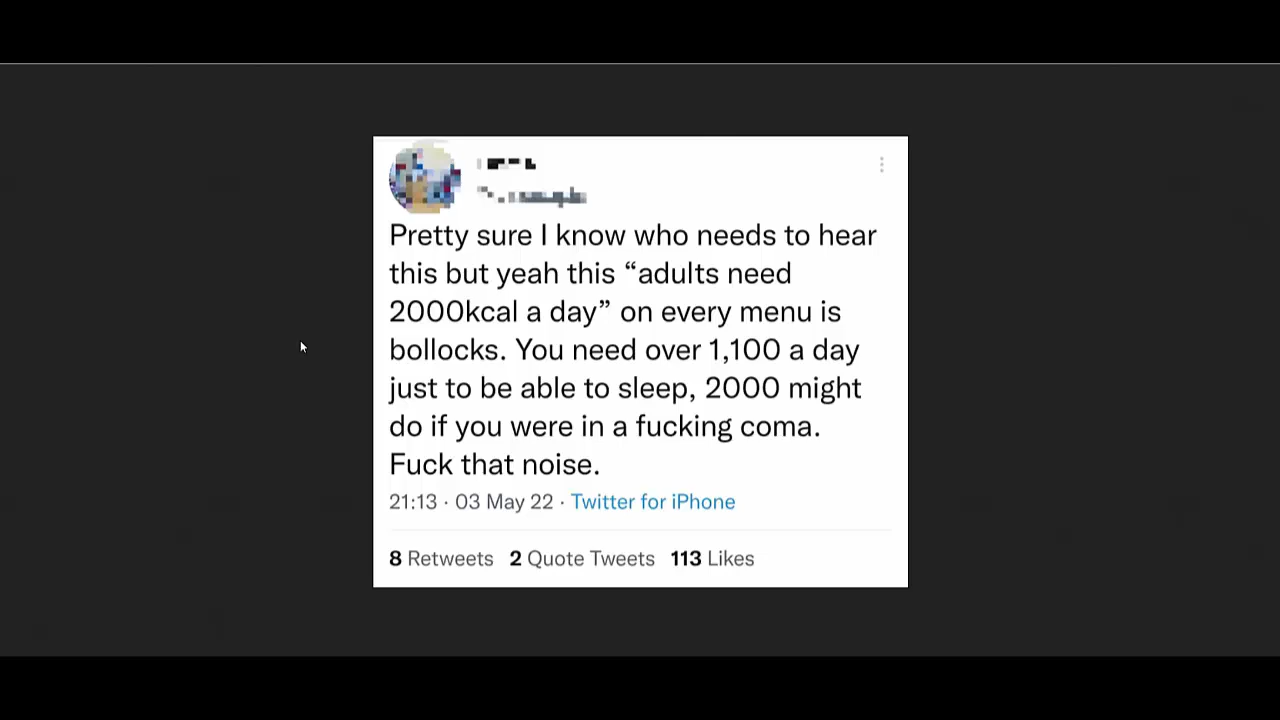 Pretty sure I know who needs to hear
this but yeah this “adults need
2000kcal a day” on every menu is
bollocks. You need over 1,100 a day
just to be able to sleep, 2000 might
do if you were in a fucking coma.
Fuck that noise.
21:13 · 03 May 22 · Twitter for iPhone
8 Retweets 2 Quote Tweets 113 Likes